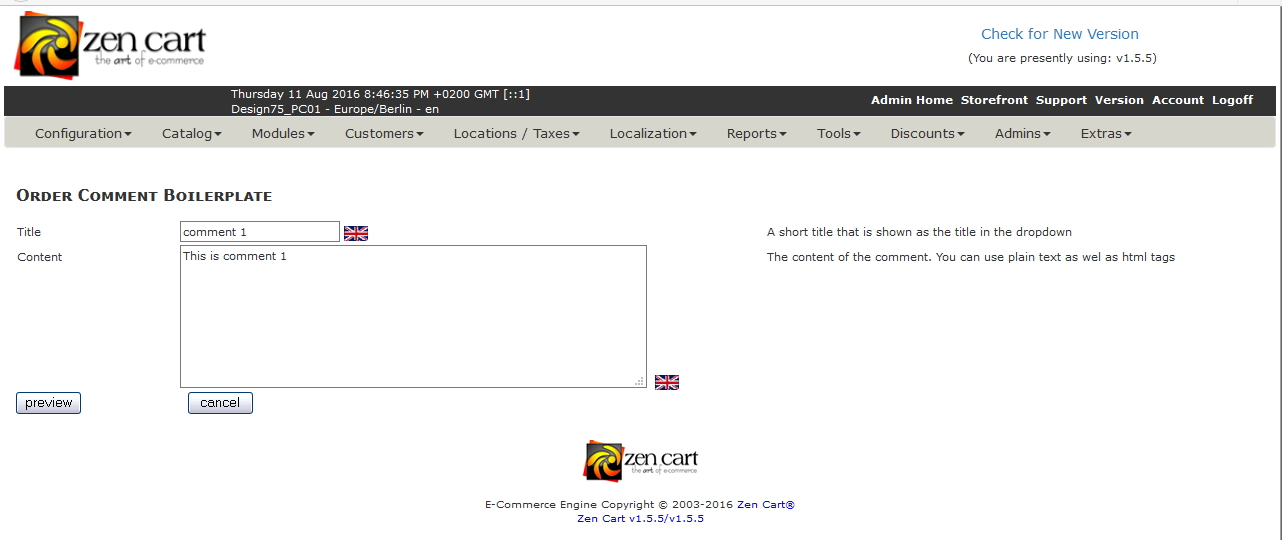 zen cart
the art of e-commerce
Check for New Version
(You are presently using: v1.5.5)
Thursday 11 Aug 2016 8:46:35 PM +0200 GMT [::1]
Design75_PC01 - Europe/Berlin - en
Admin Home Storefront Support Version Account Logoff
Configuration Catalog Modules Customers Locations / Taxes Localization Reports Tools Discounts Admins Extras
Order Comment Boilerplate
Title comment 1 A short title that is shown as the title in the dropdown
Content This is comment 1 The content of the comment. You can use plain text as wel as html tags
preview cancel
zen cart
the art of e-commerce
E-Commerce Engine Copyright © 2003-2016 Zen Cart®
Zen Cart v1.5.5/v1.5.5